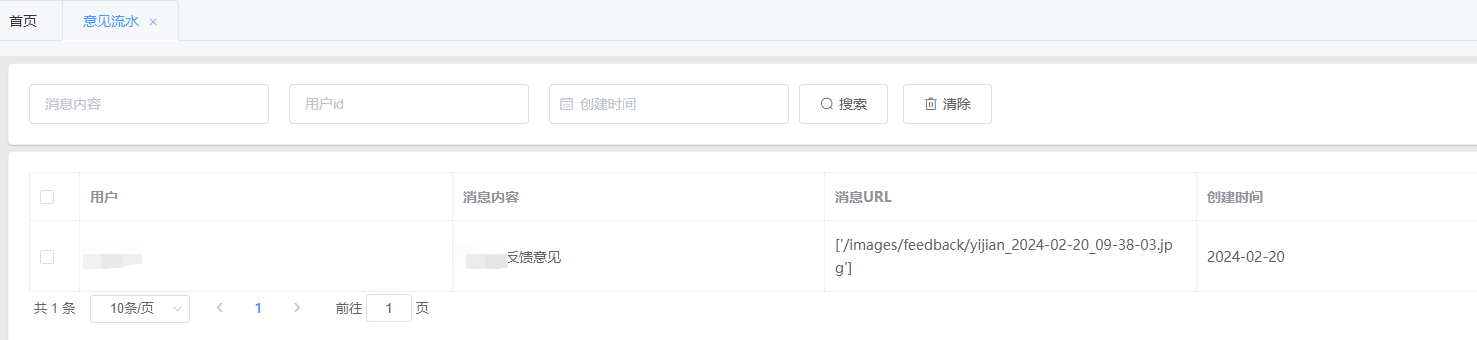 首页
意见流水
消息内容
用户id
创建时间
搜索
清除
用户
消息内容
消息URL
创建时间
反馈意见
['/images/feedback/yijian_2024-02-20_09-38-03.jp
g']
2024-02-20
共 1 条
10条/页
1
前往 1 页